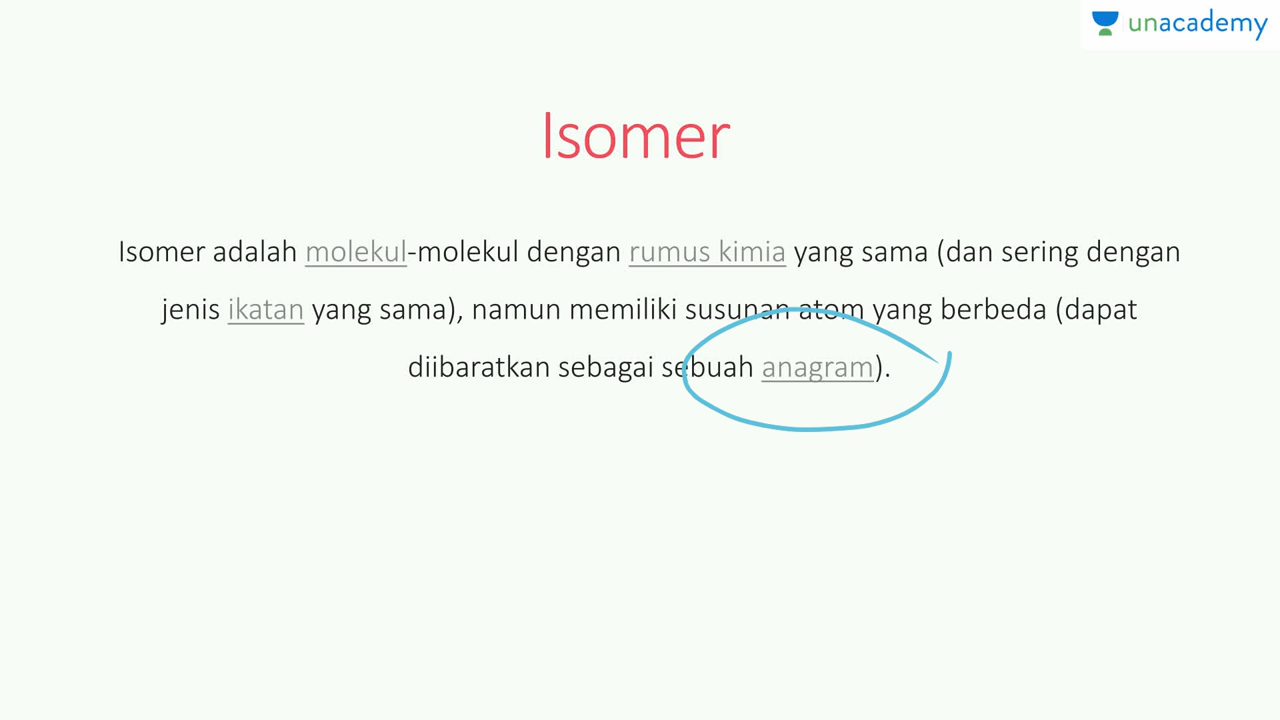 unacademy
Isomer
Isomer adalah molekul-molekul dengan rumus kimia yang sama (dan sering dengan
jenis ikatan yang sama), namun memiliki susunan atom yang berbeda (dapat
diibaratkan sebagai sebuah anagram).